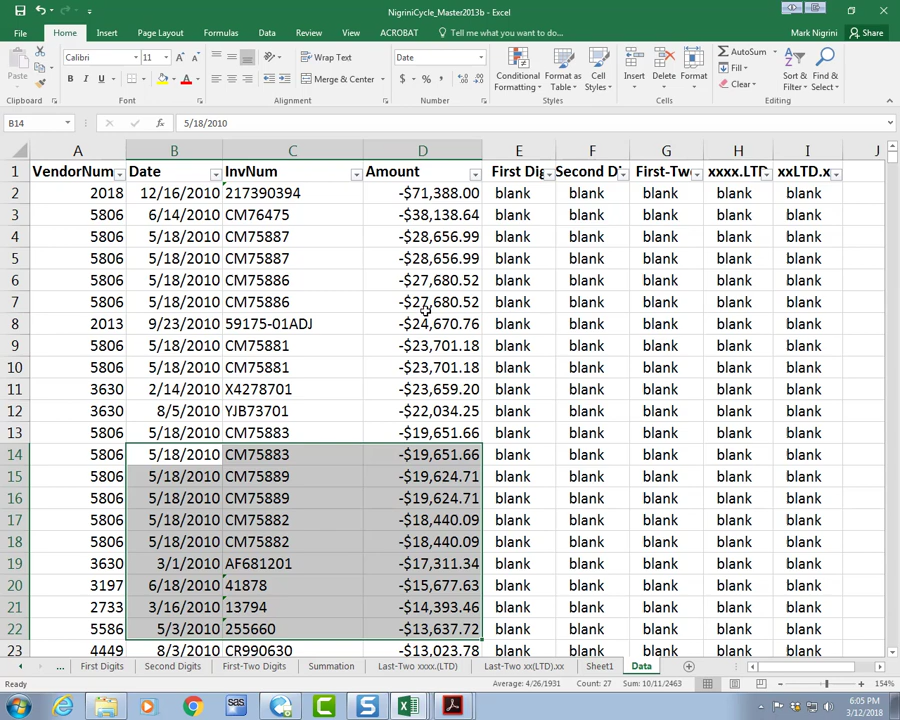 NigriniCycle_Master2013b - Excel
File Home Insert Page Layout Formulas Data Review View ACROBAT Tell me what you want to do... Mark Nigrini Share
Paste Calibri 11 Wrap Text Date Conditional Formatting Format as Table Cell Styles Insert Delete Format AutoSum Sort & Filter Find & Select
B I U Merge & Center $ % , Fill Clear
Clipboard Font Alignment Number Styles Cells Editing
B14 fx 5/18/2010
A B C D E F G H I J
1 VendorNum Date InvNum Amount First Dig Second Di First-Two xxxx.LTD xxLTD.x
2 2018 12/16/2010 217390394 -$71,388.00 blank blank blank blank blank
3 5806 6/14/2010 CM76475 -$38,138.64 blank blank blank blank blank
4 5806 5/18/2010 CM75887 -$28,656.99 blank blank blank blank blank
5 5806 5/18/2010 CM75887 -$28,656.99 blank blank blank blank blank
6 5806 5/18/2010 CM75886 -$27,680.52 blank blank blank blank blank
7 5806 5/18/2010 CM75886 -$27,680.52 blank blank blank blank blank
8 2013 9/23/2010 59175-01ADJ -$24,670.76 blank blank blank blank blank
9 5806 5/18/2010 CM75881 -$23,701.18 blank blank blank blank blank
10 5806 5/18/2010 CM75881 -$23,701.18 blank blank blank blank blank
11 3630 2/14/2010 X4278701 -$23,659.20 blank blank blank blank blank
12 3630 8/5/2010 YJB73701 -$22,034.25 blank blank blank blank blank
13 5806 5/18/2010 CM75883 -$19,651.66 blank blank blank blank blank
14 5806 5/18/2010 CM75883 -$19,651.66 blank blank blank blank blank
15 5806 5/18/2010 CM75889 -$19,624.71 blank blank blank blank blank
16 5806 5/18/2010 CM75889 -$19,624.71 blank blank blank blank blank
17 5806 5/18/2010 CM75882 -$18,440.09 blank blank blank blank blank
18 5806 5/18/2010 CM75882 -$18,440.09 blank blank blank blank blank
19 3630 3/1/2010 AF681201 -$17,311.34 blank blank blank blank blank
20 3197 6/18/2010 41878 -$15,677.63 blank blank blank blank blank
21 2733 3/16/2010 13794 -$14,393.46 blank blank blank blank blank
22 5586 5/3/2010 255660 -$13,637.72 blank blank blank blank blank
23 4449 8/3/2010 CR990630 -$13,023.78 blank blank blank blank blank
... First Digits Second Digits First-Two Digits Summation Last-Two xxxx.(LTD) Last-Two xx(LTD).xx Sheet1 Data
Ready Average: 4/26/1931 Count: 27 Sum: 10/11/2463 154%
sas C S 6:05 PM
3/12/2018